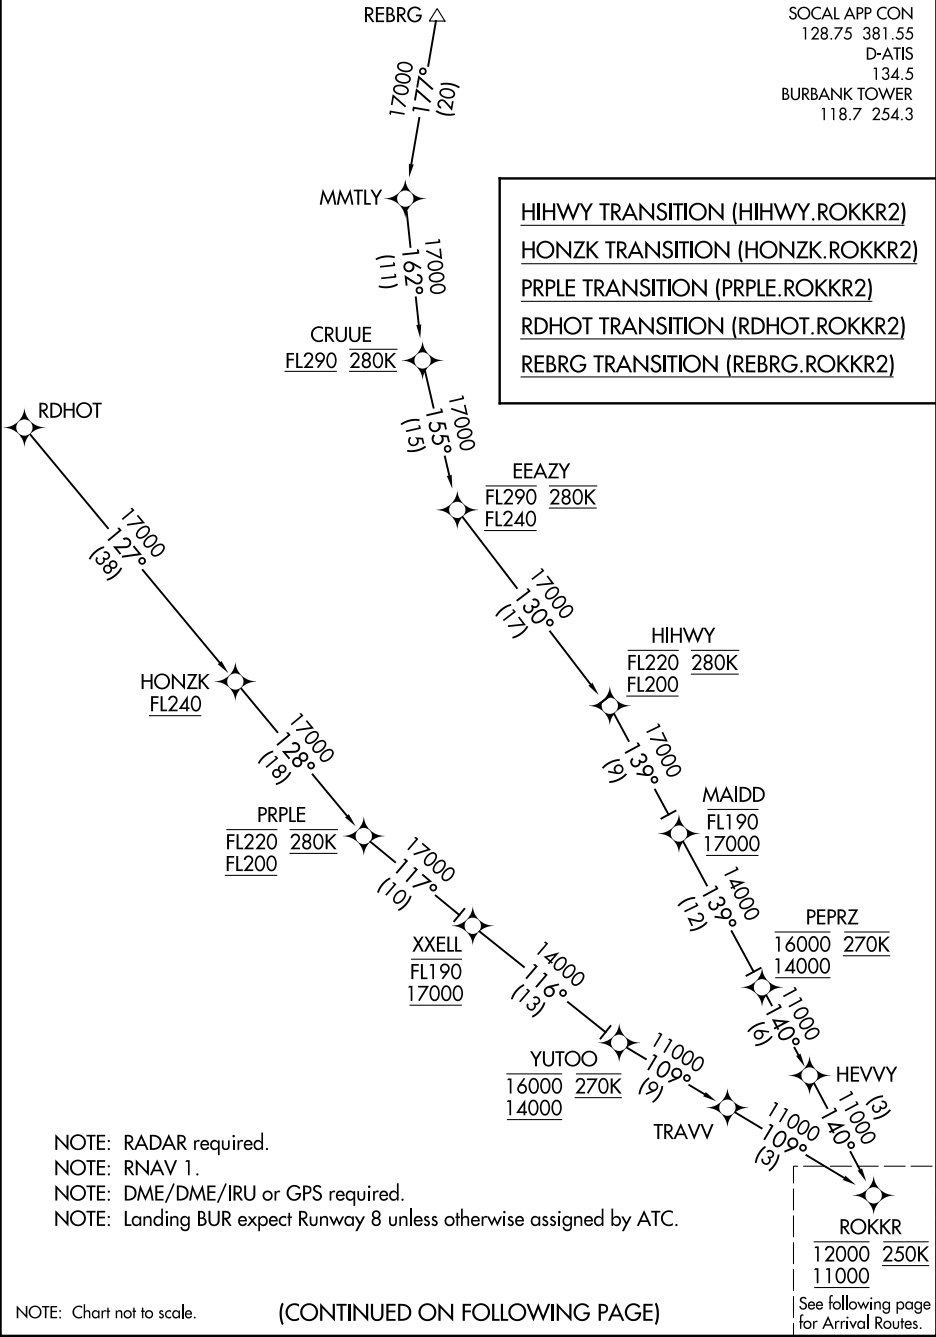 REBRG
SOCAL APP CON
128.75 381.55
D-ATIS
134.5
BURBANK TOWER
118.7 254.3
17000
177°
(20)
MMTLY
HIHWY TRANSITION (HIHWY.ROKKR2)
HONZK TRANSITION (HONZK.ROKKR2)
PRPLE TRANSITION (PRPLE.ROKKR2)
RDHOT TRANSITION (RDHOT.ROKKR2)
REBRG TRANSITION (REBRG.ROKKR2)
17000
162°
(11)
CRUUE
FL290 280K
RDHOT
17000
155°
(15)
EEAZY
FL290 280K
FL240
17000
127°
(38)
17000
130°
(17)
HIHWY
FL220 280K
FL200
HONZK
FL240
17000
128°
(18)
17000
139°
(9)
MAIDD
FL190
17000
PRPLE
FL220 280K
FL200
17000
117°
(10)
14000
139°
(12)
PEPRZ
16000 270K
14000
XXELL
FL190
17000
14000
116°
(13)
11000
140°
(6)
YUTOO
16000 270K
14000
11000
109°
(9)
HEVVY
(3)
11000
140°
TRAVV
11000
109°
(3)
NOTE: RADAR required.
NOTE: RNAV 1.
NOTE: DME/DME/IRU or GPS required.
NOTE: Landing BUR expect Runway 8 unless otherwise assigned by ATC.
ROKKR
12000 250K
11000
See following page
for Arrival Routes.
NOTE: Chart not to scale.
(CONTINUED ON FOLLOWING PAGE)